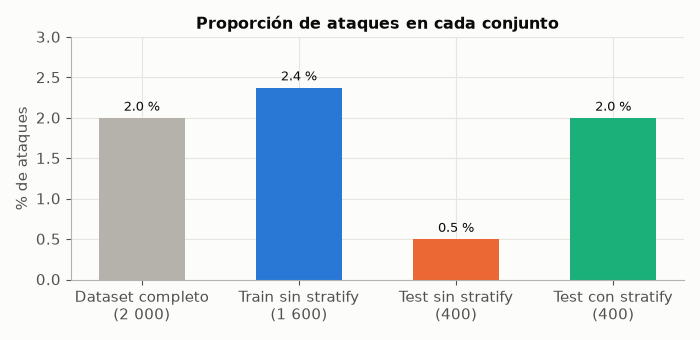 Proporción de ataques en cada conjunto
% de ataques
3.0
2.5
2.0
1.5
1.0
0.5
0.0
2.0 %
2.4 %
0.5 %
2.0 %
Dataset completo
(2 000)
Train sin stratify
(1 600)
Test sin stratify
(400)
Test con stratify
(400)